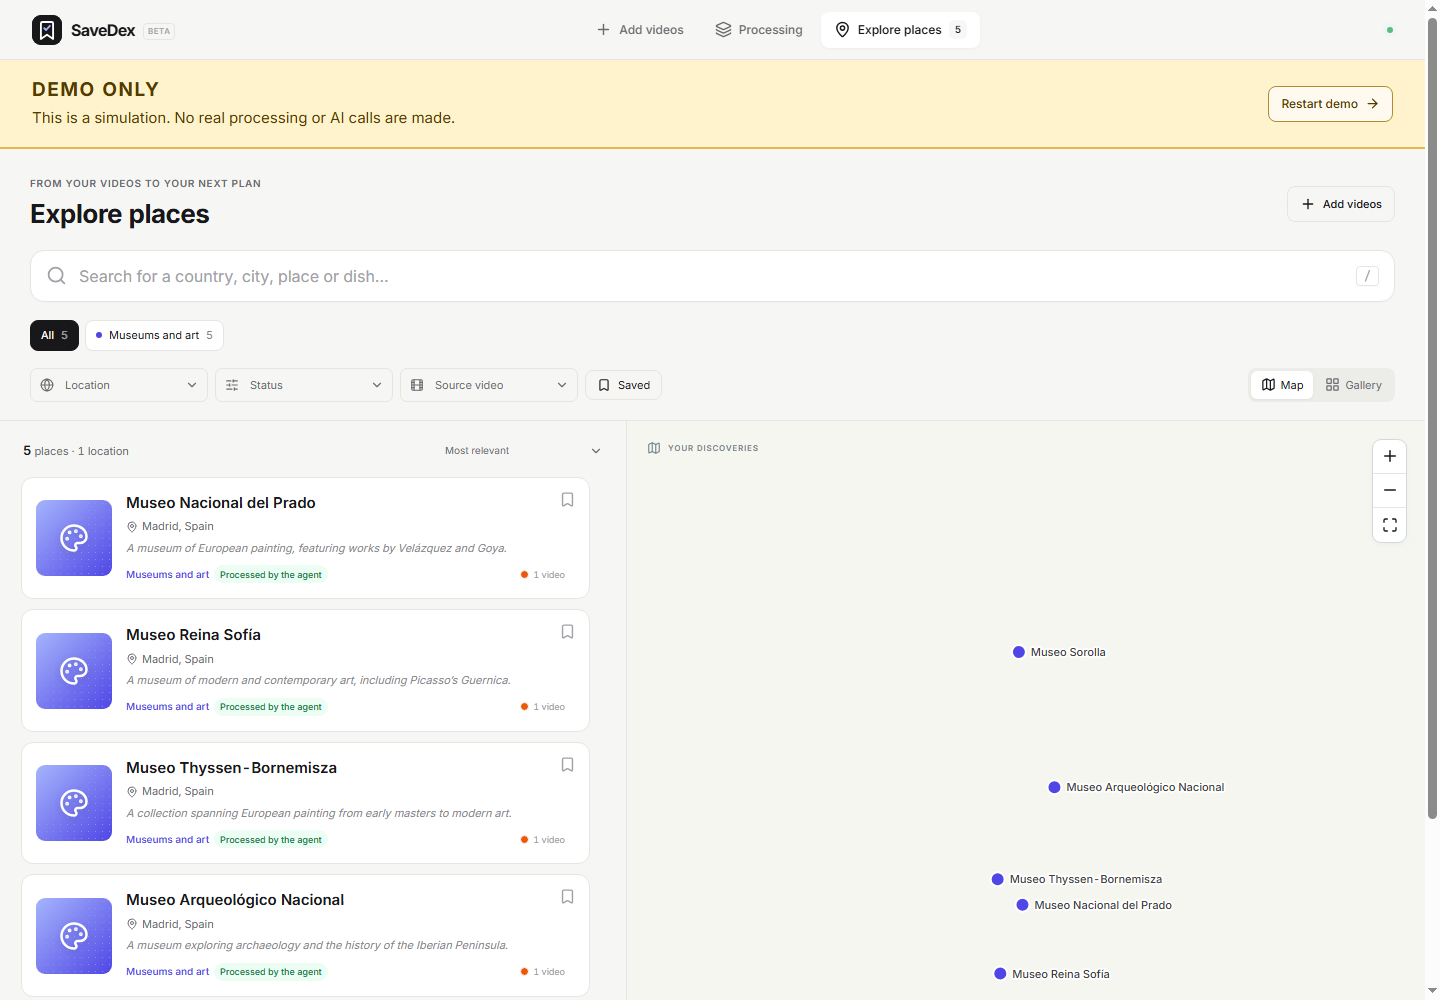 SaveDex BETA
Add videos
Processing
Explore places 5
DEMO ONLY
This is a simulation. No real processing or AI calls are made.
Restart demo
FROM YOUR VIDEOS TO YOUR NEXT PLAN
Explore places
Add videos
Search for a country, city, place or dish...
/
All 5
Museums and art 5
Location
Status
Source video
Saved
Map
Gallery
5 places · 1 location
Most relevant
Museo Nacional del Prado
Madrid, Spain
A museum of European painting, featuring works by Velázquez and Goya.
Museums and art
Processed by the agent
1 video
Museo Reina Sofía
Madrid, Spain
A museum of modern and contemporary art, including Picasso's Guernica.
Museums and art
Processed by the agent
1 video
Museo Thyssen-Bornemisza
Madrid, Spain
A collection spanning European painting from early masters to modern art.
Museums and art
Processed by the agent
1 video
Museo Arqueológico Nacional
Madrid, Spain
A museum exploring archaeology and the history of the Iberian Peninsula.
Museums and art
Processed by the agent
1 video
YOUR DISCOVERIES
Museo Sorolla
Museo Arqueológico Nacional
Museo Thyssen-Bornemisza
Museo Nacional del Prado
Museo Reina Sofía